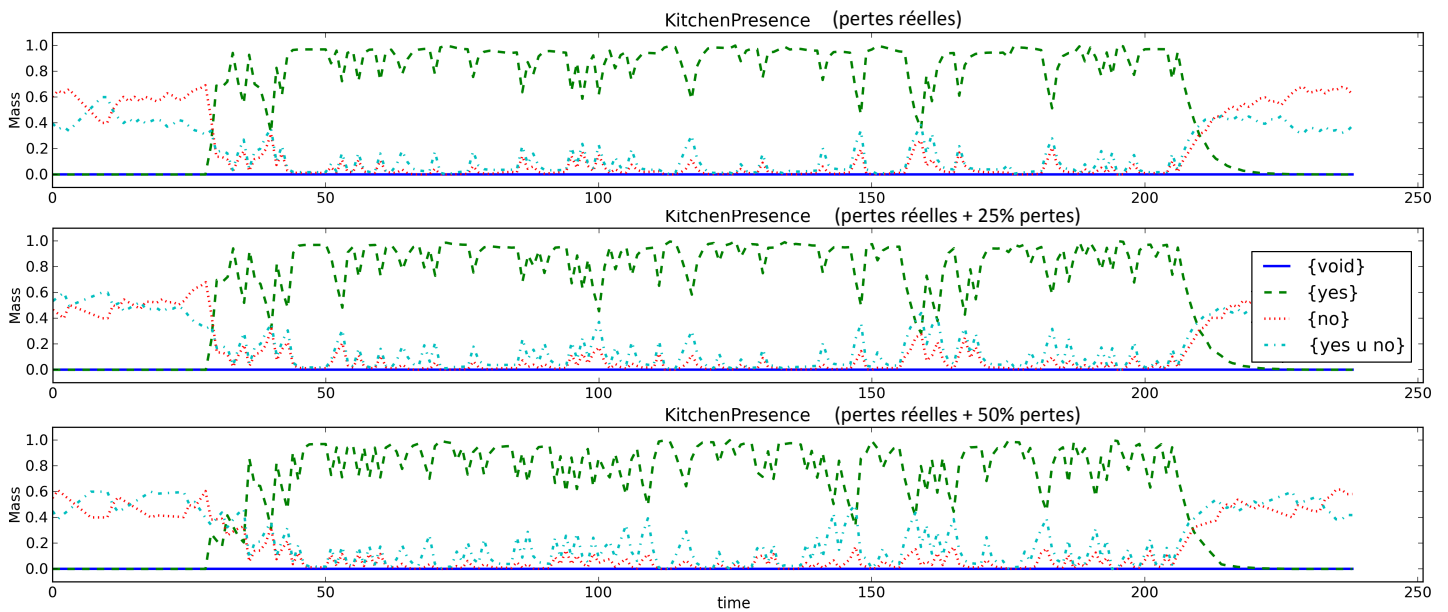 KitchenPresence (pertes réelles)
1.0
0.8
0.6
0.4
0.2
0.0
Mass
0 50 100 150 200 250
KitchenPresence (pertes réelles + 25% pertes)
1.0
0.8
0.6
0.4
0.2
0.0
Mass
{void}
{yes}
{no}
{yes u no}
0 50 100 150 200 250
KitchenPresence (pertes réelles + 50% pertes)
1.0
0.8
0.6
0.4
0.2
0.0
Mass
0 50 100 150 200 250
time